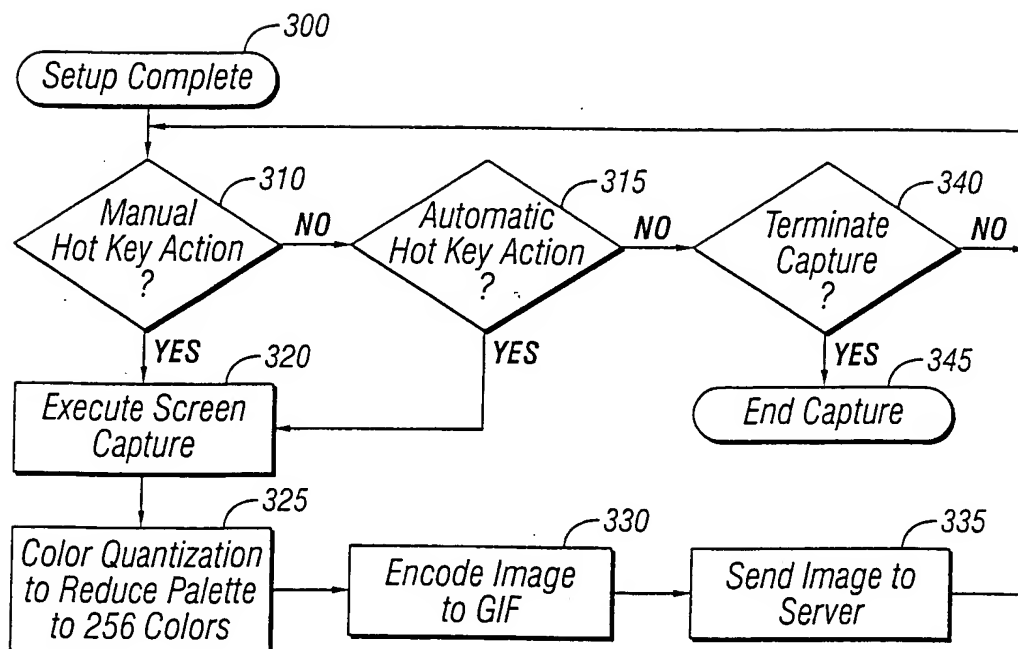 300
Setup Complete
310
Manual
Hot Key Action
?
NO
315
Automatic
Hot Key Action
?
NO
340
Terminate
Capture
?
NO
YES
320
YES
YES
345
Execute Screen
Capture
End Capture
325
Color Quantization
to Reduce Palette
to 256 Colors
330
Encode Image
to GIF
335
Send Image to
Server